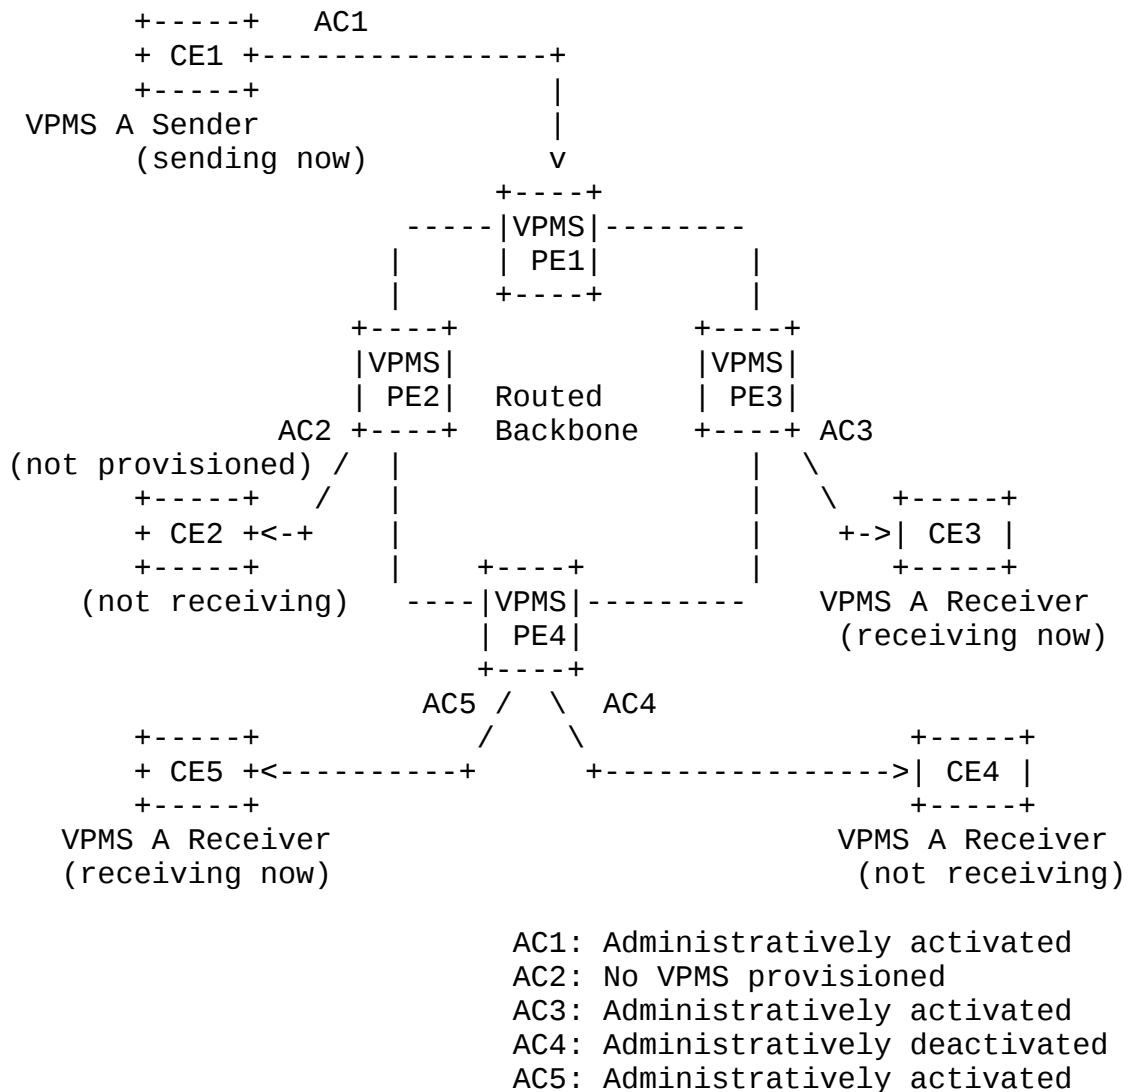 +-----+   AC1
+ CE1 +----------------+
+-----+                |
VPMS A Sender                |
(sending now)          v
+----+
-----|VPMS|--------
|     | PE1|        |
|     +----+        |
+----+              +----+
|VPMS|              |VPMS|
| PE2|  Routed      | PE3|
AC2 +----+  Backbone    +----+ AC3
(not provisioned) /  |                    |  \
+-----+   /   |                    |   \   +-----+
+ CE2 +<-+    |                    |    +->| CE3 |
+-----+       |    +----+          |       +-----+
(not receiving)   ----|VPMS|---------    VPMS A Receiver
| PE4|              (receiving now)
+----+
AC5 /  \  AC4
+-----+            /    \                  +-----+
+ CE5 +<----------+      +---------------->| CE4 |
+-----+                                    +-----+
VPMS A Receiver                            VPMS A Receiver
(receiving now)                             (not receiving)
AC1: Administratively activated
AC2: No VPMS provisioned
AC3: Administratively activated
AC4: Administratively deactivated
AC5: Administratively activated